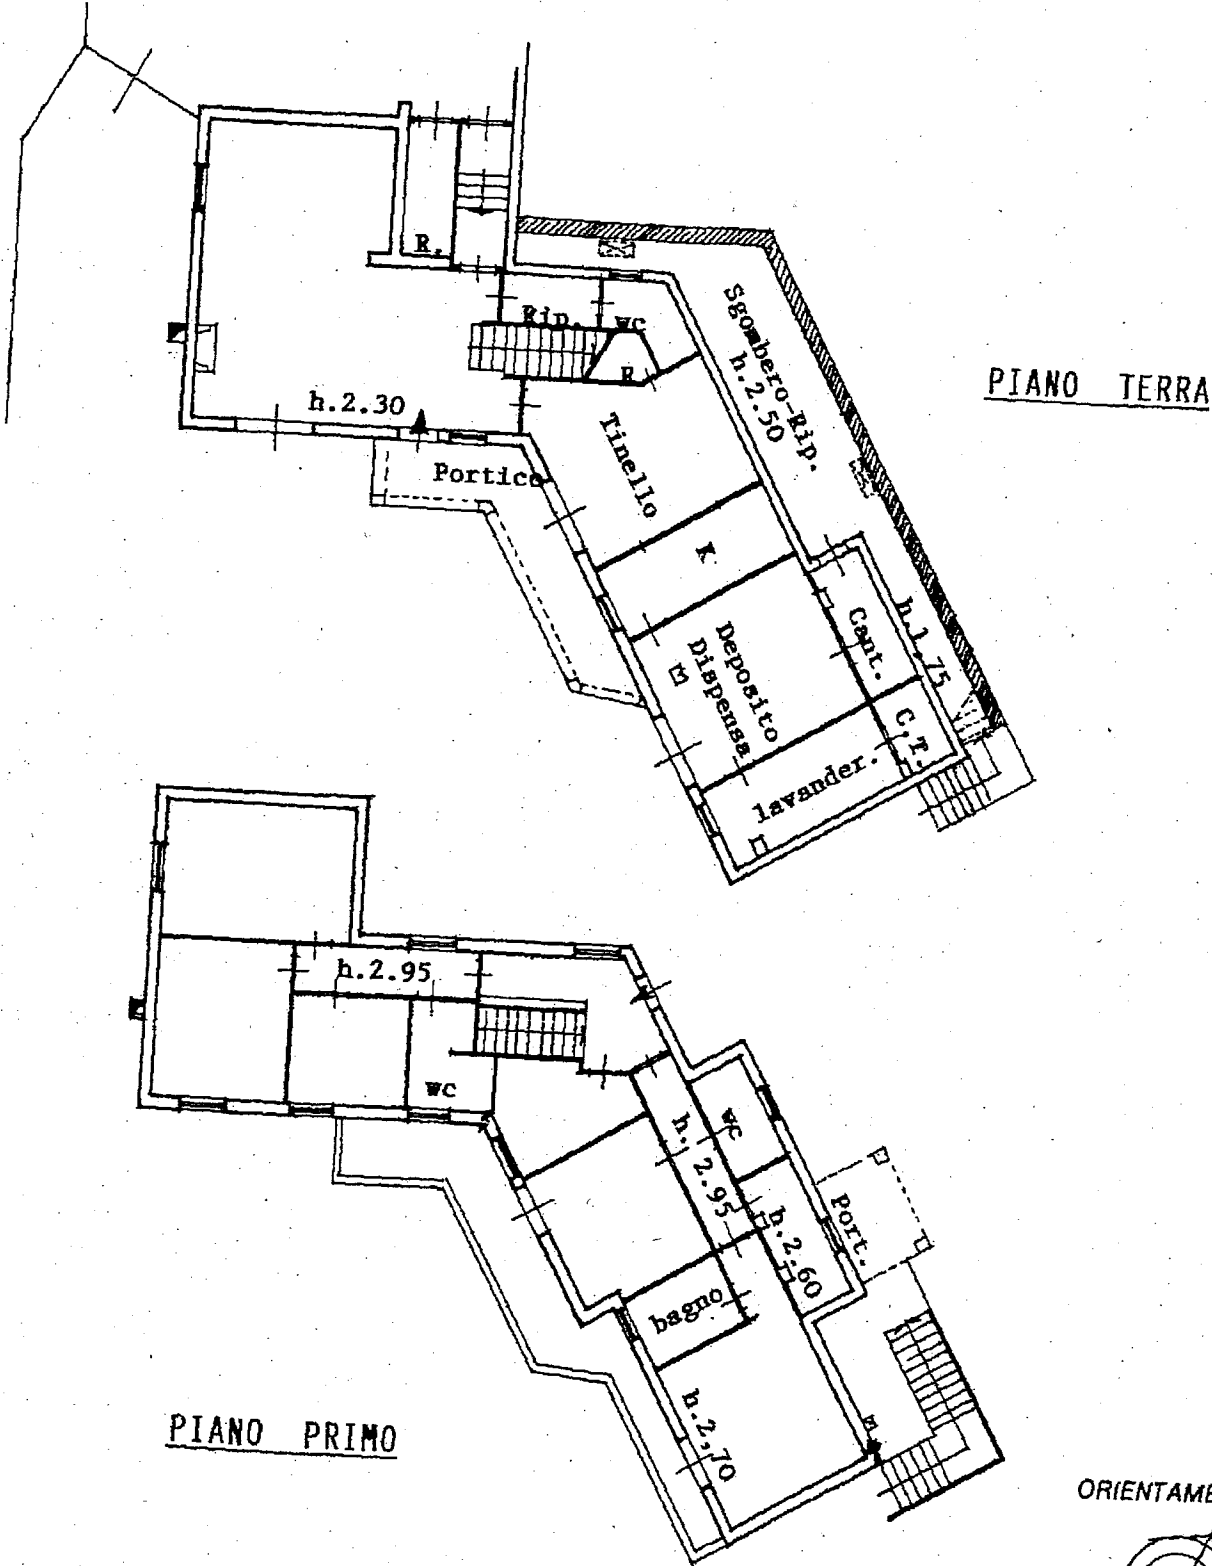 R.
Rip.
WC
R
h.2.30
Portico
Tinello
Sgombero-Rip.
h.2.50
PIANO TERRA
K
Deposito
Dispensa
Cant.
h.1,75
C.T.
lavander.
h.2.95
WC
h. 2.95
WC
h.2.60
Port.
bagno
h.2,70
PIANO PRIMO
ORIENTAME